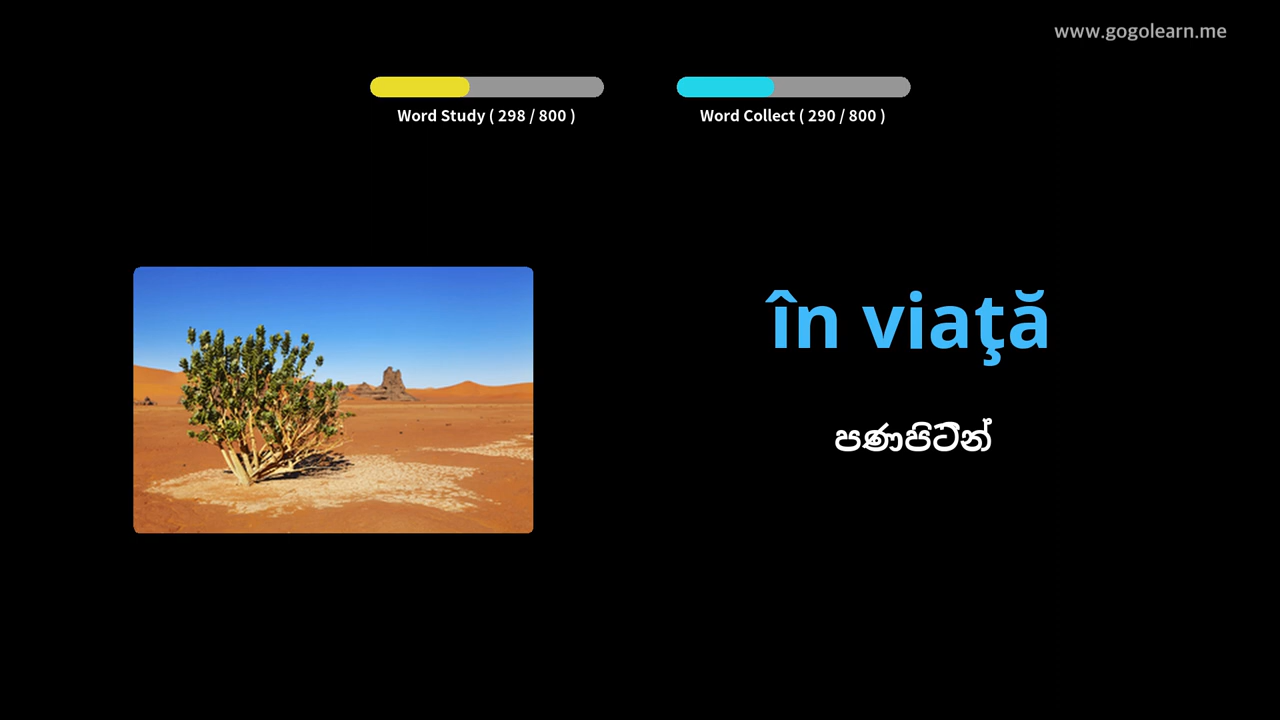 www.gogolearn.me
Word Study ( 298 / 800 )
Word Collect ( 290 / 800 )
în viaţă
පණපිටින්